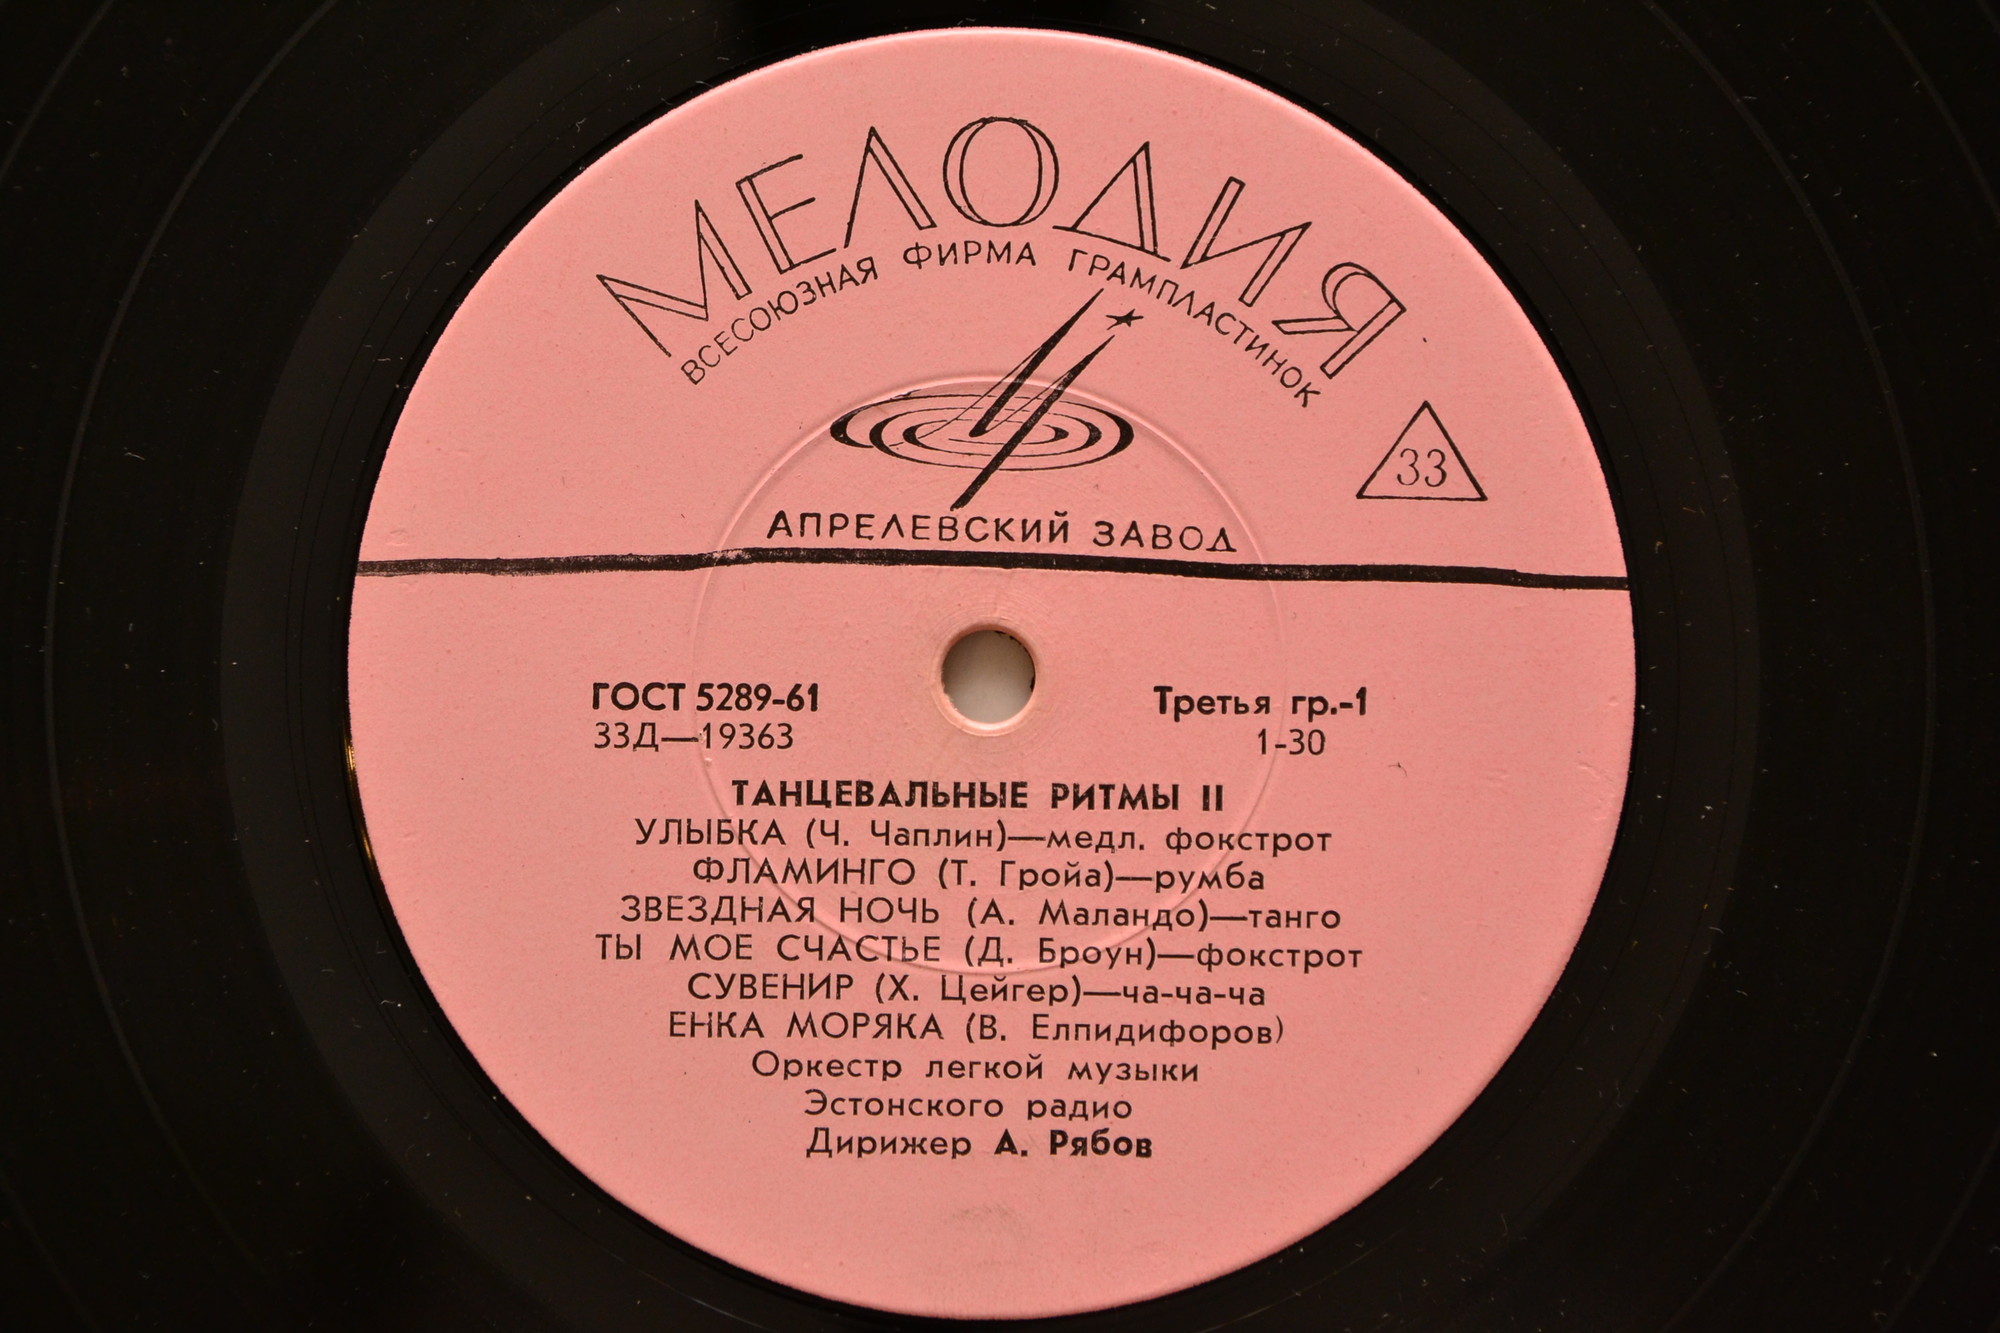 МЕЛОДИЯ
ВСЕСОЮЗНАЯ ФИРМА ГРАМПЛАСТИНОК
33
АПРЕЛЕВСКИЙ ЗАВОД
ГОСТ 5289-61
Третья гр.-1
33Д—19363
1-30
ТАНЦЕВАЛЬНЫЕ РИТМЫ II
УЛЫБКА (Ч. Чаплин)—медл. фокстрот
ФЛАМИНГО (Т. Гройа)—румба
ЗВЕЗДНАЯ НОЧЬ (А. Маландо)—танго
ТЫ МОЕ СЧАСТЬЕ (Д. Броун)—фокстрот
СУВЕНИР (Х. Цейгер)—ча-ча-ча
ЕНКА МОРЯКА (В. Елпидифоров)
Оркестр легкой музыки
Эстонского радио
Дирижер А. Рябов